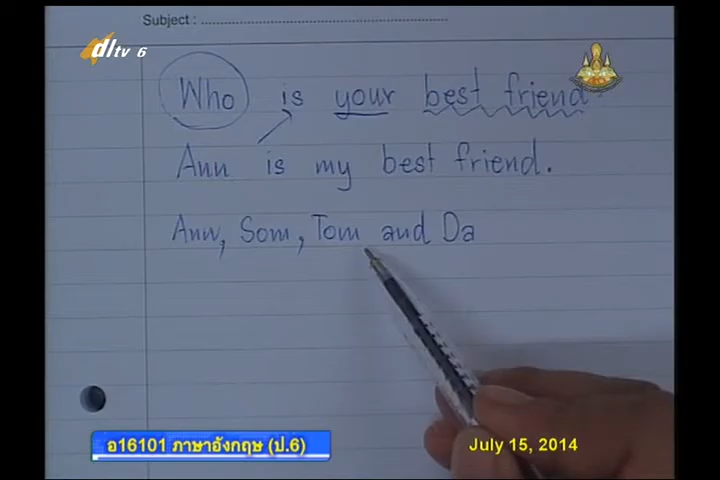 Subject : ............................................................
dltv 6
Who is your best friend?
Ann is my best friend.
Ann, Som, Tom and Da
อ16101 ภาษาอังกฤษ (ป.6)
July 15, 2014